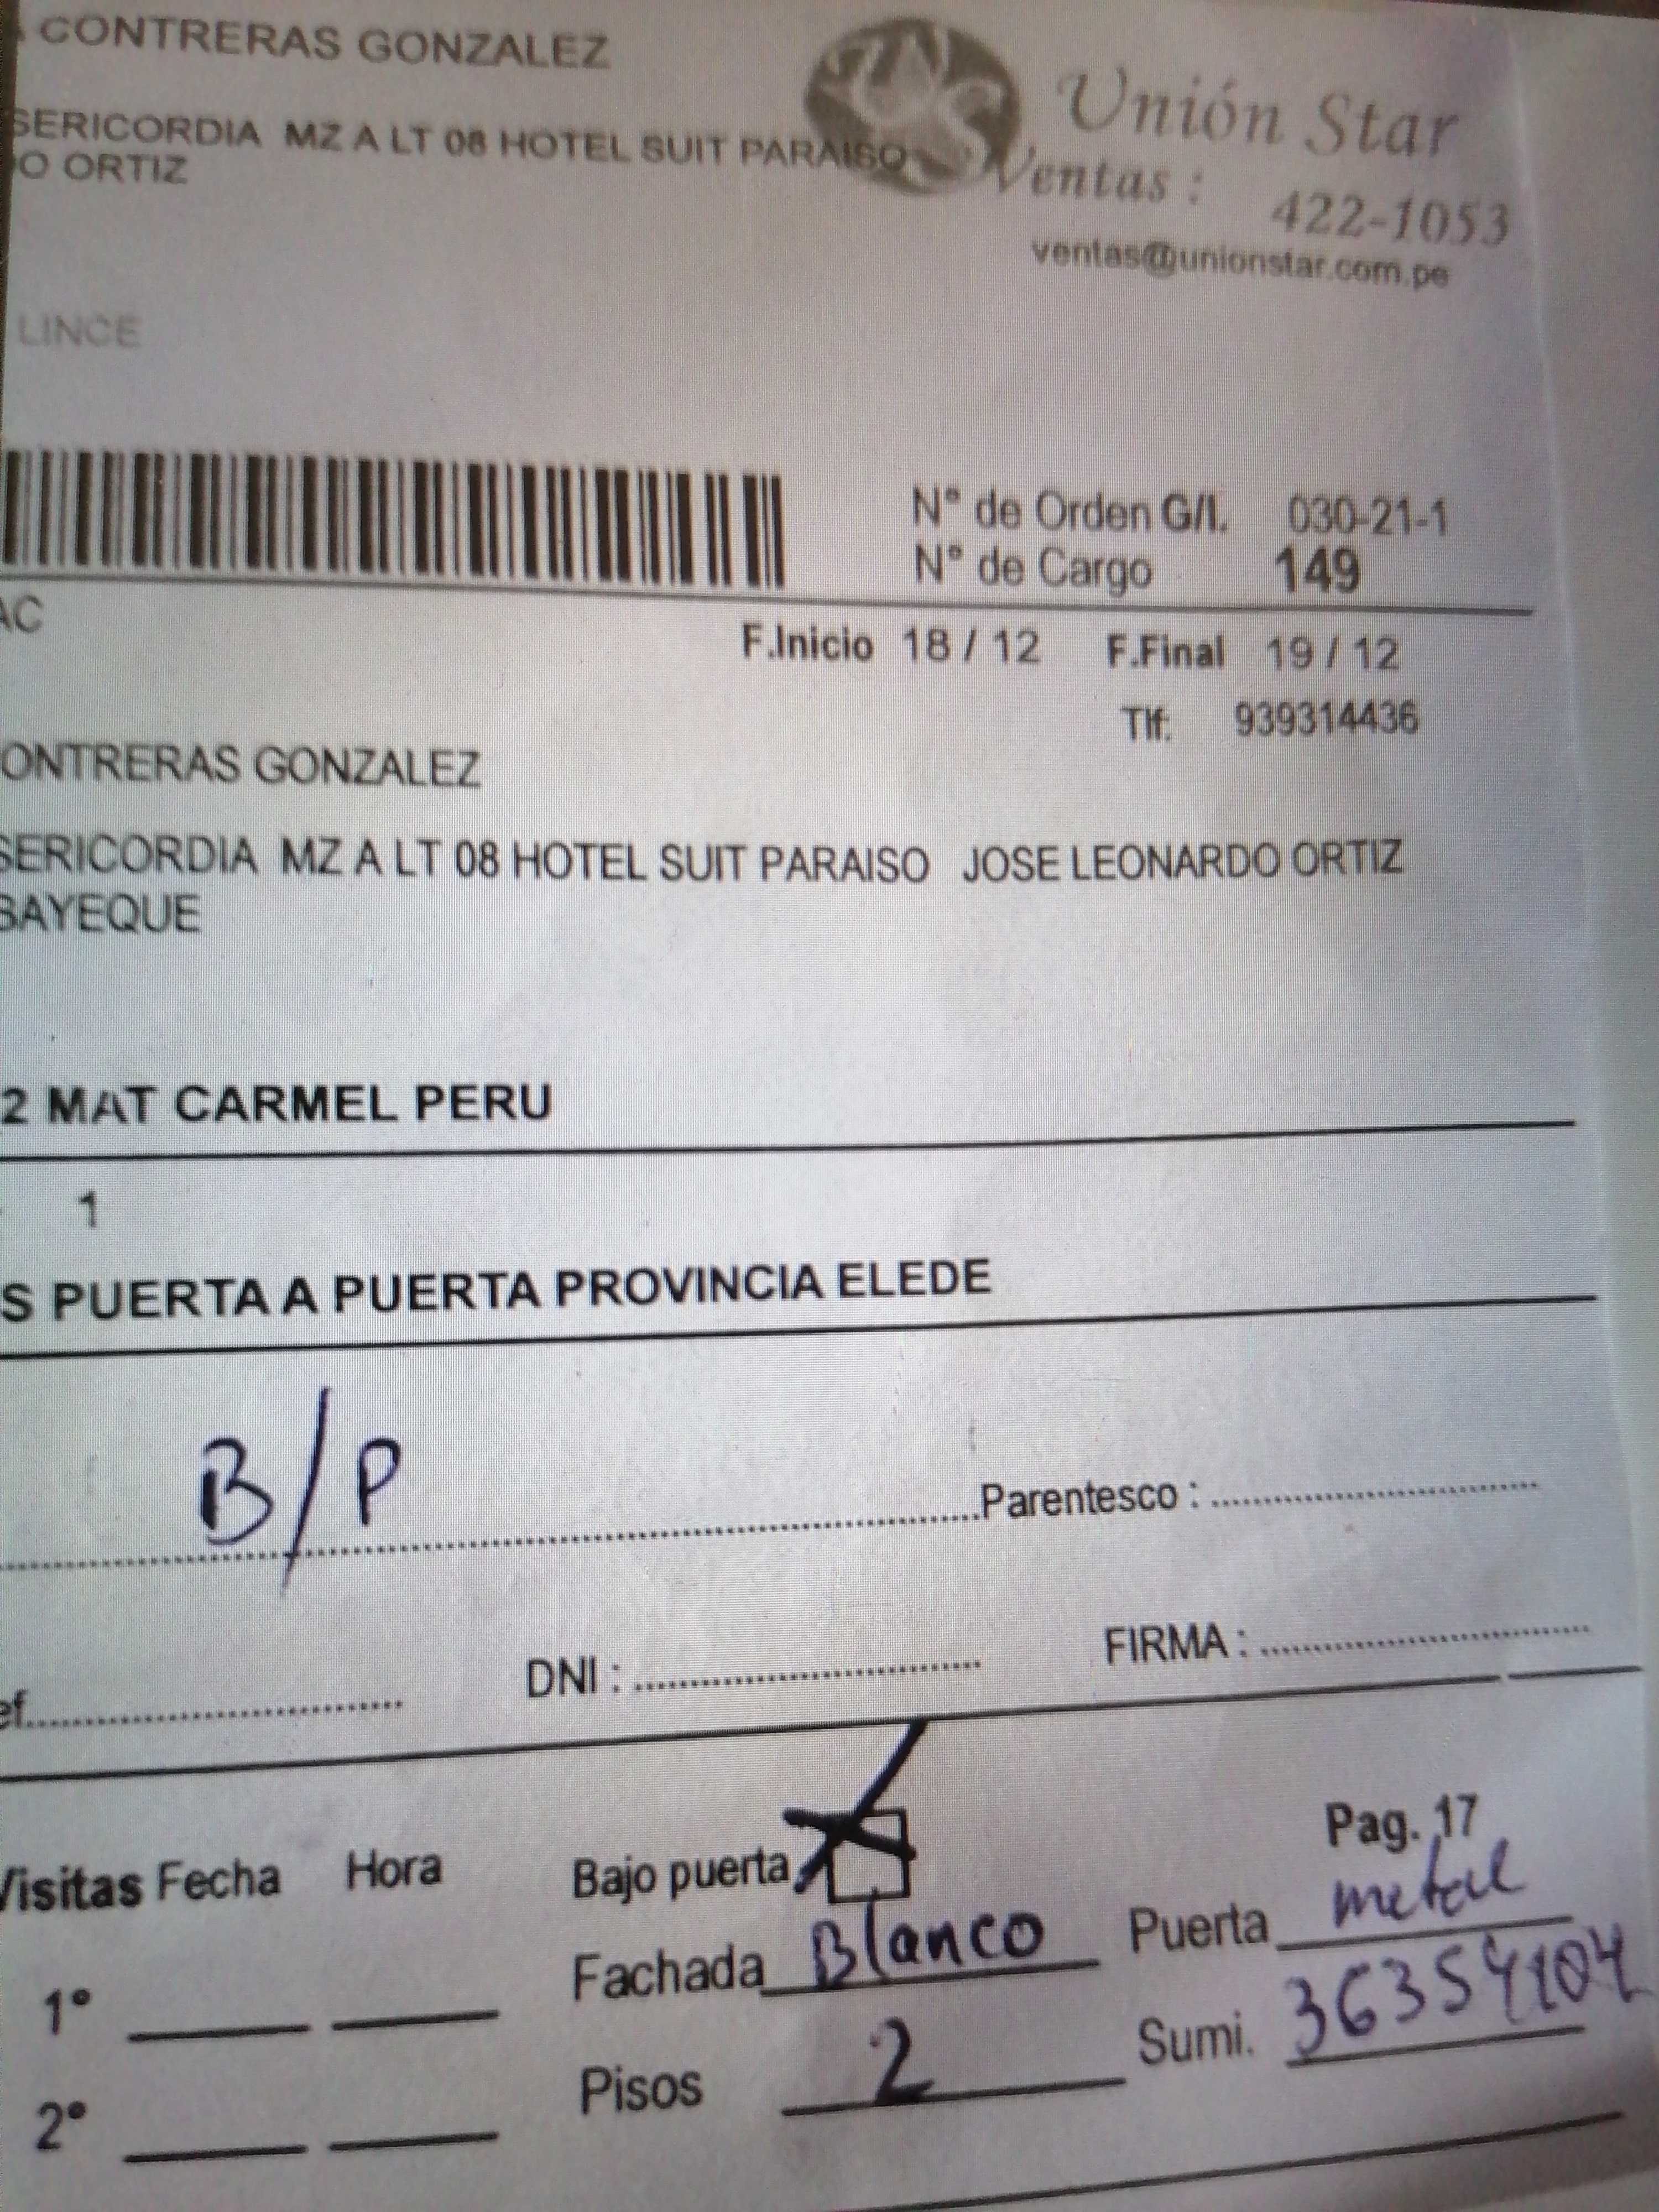 CONTRERAS GONZALEZ
Unión Star
SERICORDIA MZ A LT 08 HOTEL SUIT PARAISO
O ORTIZ
Ventas :
422-1053
ventas@unionstar.com.pe
LINCE
N° de Orden G/I. 030-21-1
N° de Cargo 149
AC
F.Inicio 18 / 12 F.Final 19 / 12
Tlf: 939314436
ONTRERAS GONZALEZ
SERICORDIA MZ A LT 08 HOTEL SUIT PARAISO JOSE LEONARDO ORTIZ
BAYEQUE
2 MAT CARMEL PERU
1
S PUERTA A PUERTA PROVINCIA ELEDE
B/P
Parentesco :
ef. DNI : FIRMA :
Pag. 17
Visitas Fecha Hora Bajo puerta
Fachada Blanco Puerta metal
1°
Sumi. 36354104
2° Pisos 2